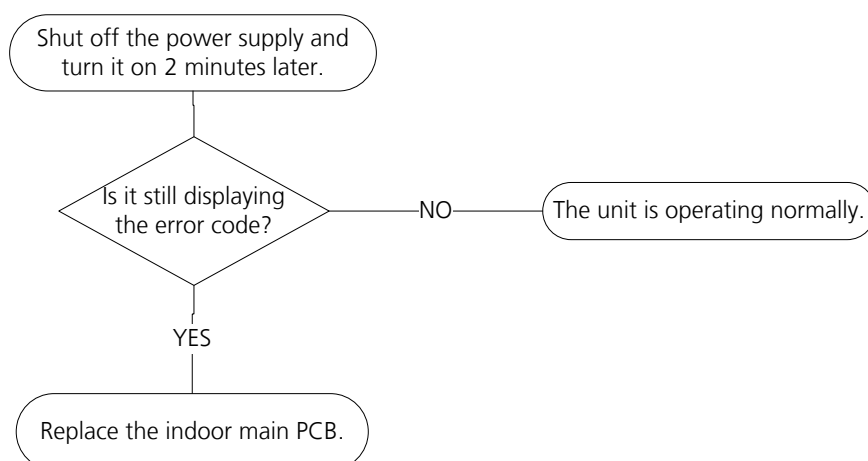 Shut off the power supply and
turn it on 2 minutes later.
Is it still displaying
the error code?
NO
The unit is operating normally.
YES
Replace the indoor main PCB.